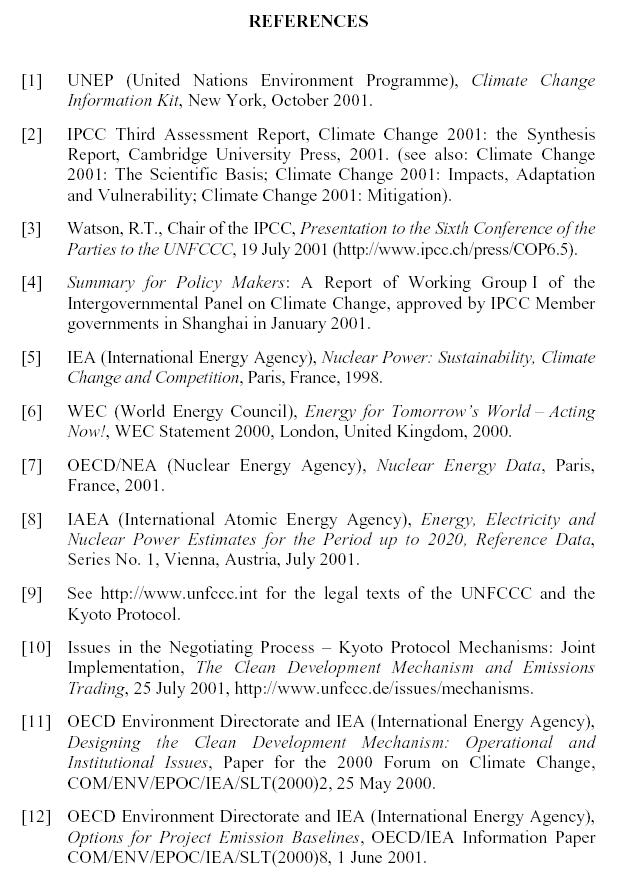 REFERENCES
[1] UNEP (United Nations Environment Programme), Climate Change
Information Kit, New York, October 2001.
[2] IPCC Third Assessment Report, Climate Change 2001: the Synthesis
Report, Cambridge University Press, 2001. (see also: Climate Change
2001: The Scientific Basis; Climate Change 2001: Impacts, Adaptation
and Vulnerability; Climate Change 2001: Mitigation).
[3] Watson, R.T., Chair of the IPCC, Presentation to the Sixth Conference of the
Parties to the UNFCCC, 19 July 2001 (http://www.ipcc.ch/press/COP6.5).
[4] Summary for Policy Makers: A Report of Working Group I of the
Intergovernmental Panel on Climate Change, approved by IPCC Member
governments in Shanghai in January 2001.
[5] IEA (International Energy Agency), Nuclear Power: Sustainability, Climate
Change and Competition, Paris, France, 1998.
[6] WEC (World Energy Council), Energy for Tomorrow's World – Acting
Now!, WEC Statement 2000, London, United Kingdom, 2000.
[7] OECD/NEA (Nuclear Energy Agency), Nuclear Energy Data, Paris,
France, 2001.
[8] IAEA (International Atomic Energy Agency), Energy, Electricity and
Nuclear Power Estimates for the Period up to 2020, Reference Data,
Series No. 1, Vienna, Austria, July 2001.
[9] See http://www.unfccc.int for the legal texts of the UNFCCC and the
Kyoto Protocol.
[10] Issues in the Negotiating Process – Kyoto Protocol Mechanisms: Joint
Implementation, The Clean Development Mechanism and Emissions
Trading, 25 July 2001, http://www.unfccc.de/issues/mechanisms.
[11] OECD Environment Directorate and IEA (International Energy Agency),
Designing the Clean Development Mechanism: Operational and
Institutional Issues, Paper for the 2000 Forum on Climate Change,
COM/ENV/EPOC/IEA/SLT(2000)2, 25 May 2000.
[12] OECD Environment Directorate and IEA (International Energy Agency),
Options for Project Emission Baselines, OECD/IEA Information Paper
COM/ENV/EPOC/IEA/SLT(2000)8, 1 June 2001.